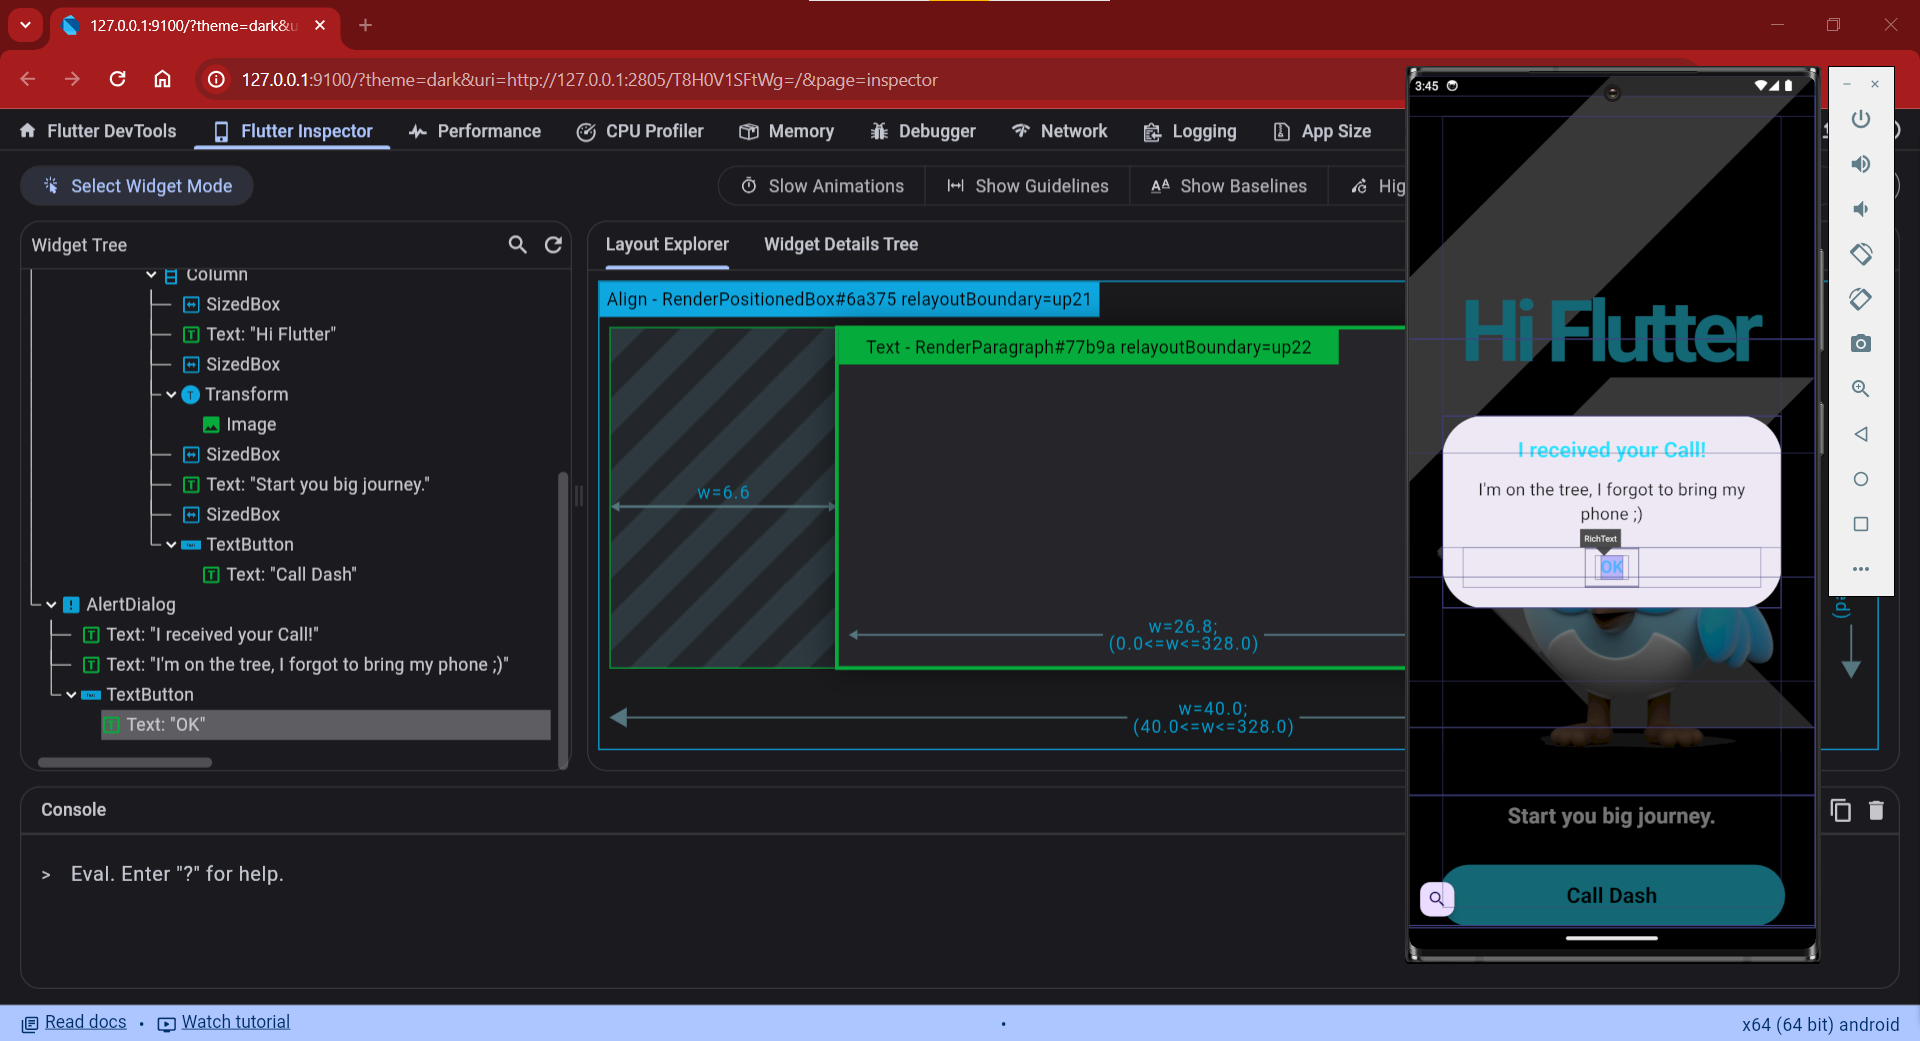 127.0.0.1:9100/?theme=dark&u
127.0.0.1:9100/?theme=dark&uri=http://127.0.0.1:2805/T8H0V1SFtWg=/&page=inspector
Flutter DevTools
Flutter Inspector
Performance
CPU Profiler
Memory
Debugger
Network
Logging
App Size
Select Widget Mode
Slow Animations
Show Guidelines
AA Show Baselines
Hig
Widget Tree
Column
SizedBox
Text: "Hi Flutter"
SizedBox
Transform
Image
SizedBox
Text: "Start you big journey."
SizedBox
TextButton
Text: "Call Dash"
AlertDialog
Text: "I received your Call!"
Text: "I'm on the tree, I forgot to bring my phone ;)"
TextButton
Text: "OK"
Layout Explorer
Widget Details Tree
Align - RenderPositionedBox#6a375 relayoutBoundary=up21
Text - RenderParagraph#77b9a relayoutBoundary=up22
w=6.6
w=26.8;
(0.0<=w<=328.0)
w=40.0;
(40.0<=w<=328.0)
3:45
Hi Flutter
I received your Call!
I'm on the tree, I forgot to bring my
phone ;)
RichText
OK
Start you big journey.
Call Dash
Console
> Eval. Enter "?" for help.
Read docs
•
Watch tutorial
•
x64 (64 bit) android